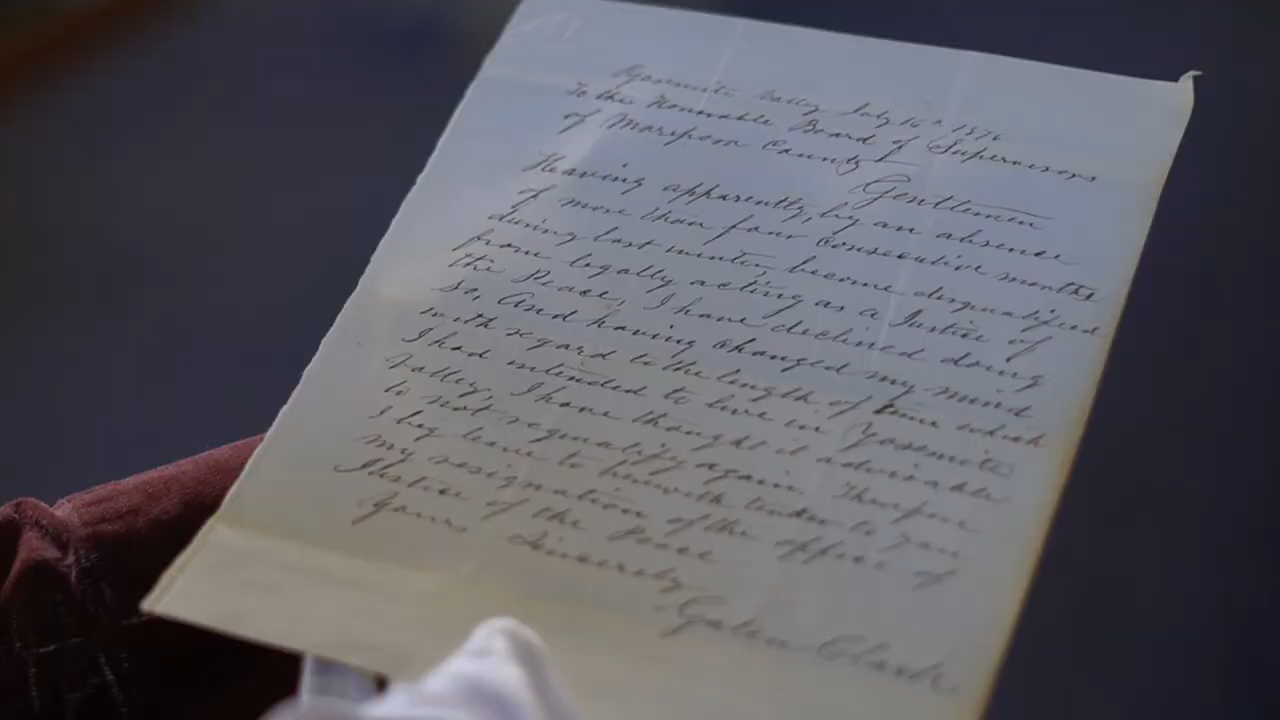 Yosemite Valley July 16th 1876
To the Honorable Board of Supervisors
of Mariposa County
Gentlemen
Having apparently, by an absence
of more than four consecutive months
during last winter, become disqualified
from legally acting as a Justice of
the Peace, I have declined doing
so, And having changed my mind
with regard to the length of time which
I had intended to live in Yosemite
Valley, I have thought it advisable
to not requalify again. Therefore
I beg leave to herewith tender to you
my resignation of the office of
Justice of the Peace
Yours Sincerely
Galen Clark